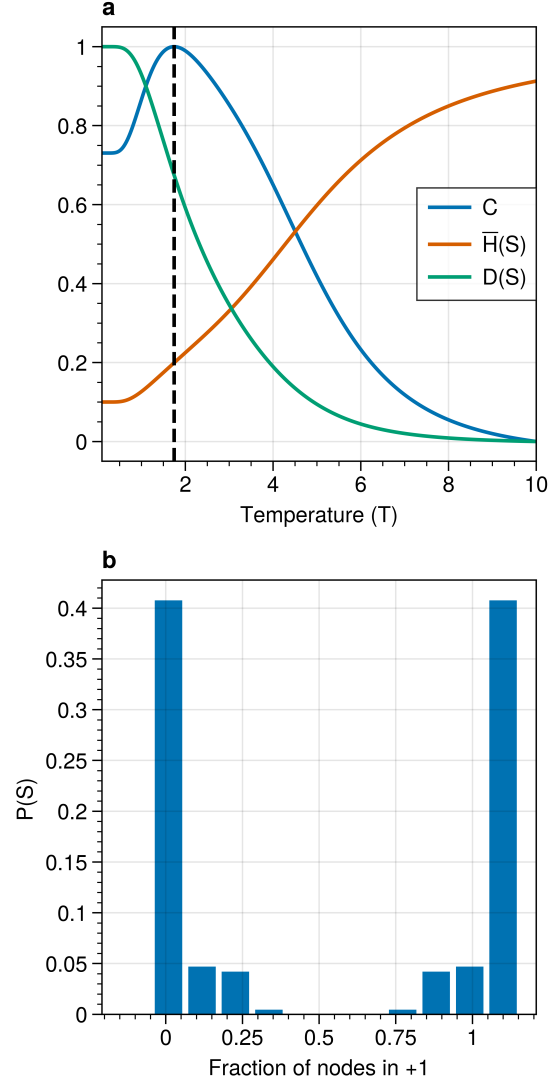 a
1
0.8
0.6
0.4
0.2
0
C
H̅(S)
D(S)
2 4 6 8 10
Temperature (T)
b
0.4
0.35
0.3
0.25
0.2
0.15
0.1
0.05
0
P(S)
0 0.25 0.5 0.75 1
Fraction of nodes in +1